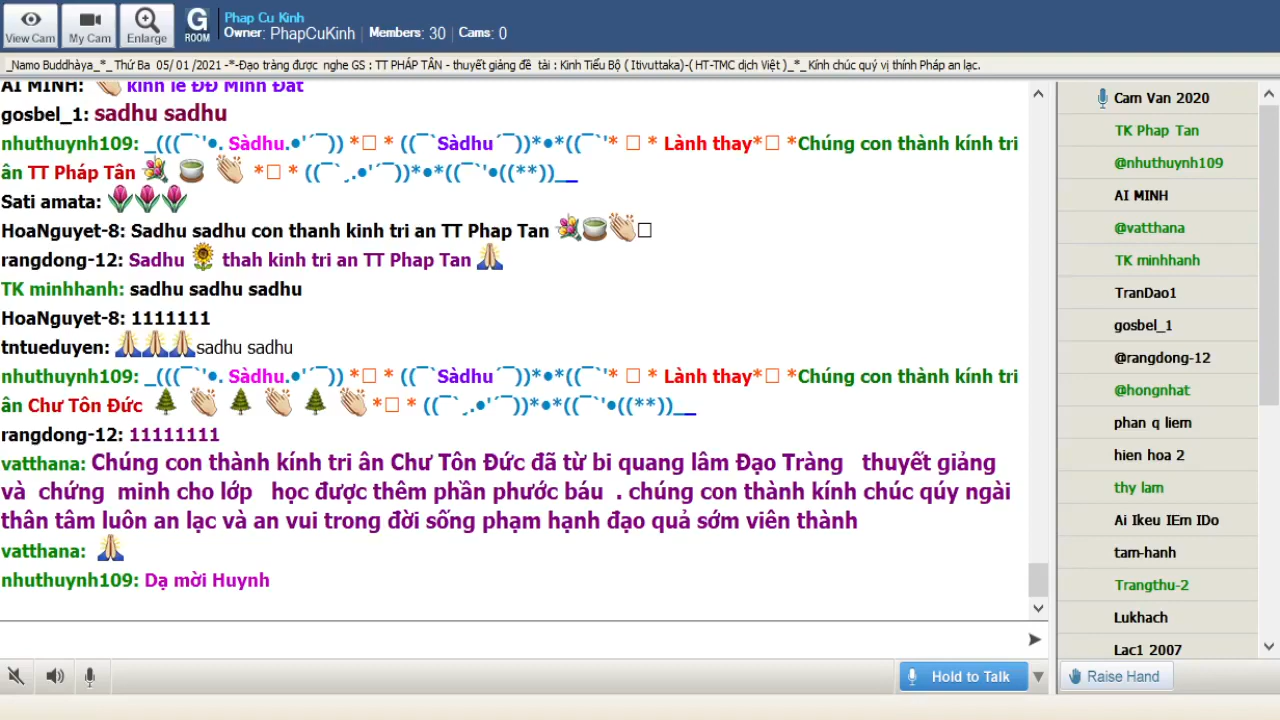 View Cam
My Cam
Enlarge
G
ROOM
Phap Cu Kinh
Owner: PhapCuKinh | Members: 30 | Cams: 0
_Namo Buddhàya_*_ Thứ Ba 05/ 01 /2021 -*-Đạo tràng được nghe GS : TT PHÁP TÂN - thuyết giảng đề tài : Kinh Tiểu Bộ ( Itivuttaka)-( HT-TMC dịch Việt )_*_ Kính chúc quý vị thính Pháp an lạc.
AI MINH: 👏 kinh le ĐĐ Minh Đat
gosbel_1: sadhu sadhu
nhuthuynh109: _(((¯`'•. Sàdhu.•'´¯)) *□ * ((¯`Sàdhu´¯))*•*((¯`'* □ * Lành thay*□ *Chúng con thành kính tri
ân TT Pháp Tân 💐 🍵 👏 *□ * ((¯`¸.•'´¯))*•*((¯`'•((**))__
Sati amata: 🌷🌷🌷
HoaNguyet-8: Sadhu sadhu con thanh kinh tri an TT Phap Tan 💐🍵👏□
rangdong-12: Sadhu 🌻 thah kinh tri an TT Phap Tan 🙏
TK minhhanh: sadhu sadhu sadhu
HoaNguyet-8: 1111111
tntueduyen: 🙏🙏🙏sadhu sadhu
nhuthuynh109: _(((¯`'•. Sàdhu.•'´¯)) *□ * ((¯`Sàdhu´¯))*•*((¯`'* □ * Lành thay*□ *Chúng con thành kính tri
ân Chư Tôn Đức 🌲 👏 🌲 👏 🌲 👏 *□ * ((¯`¸.•'´¯))*•*((¯`'•((**))__
rangdong-12: 11111111
vatthana: Chúng con thành kính tri ân Chư Tôn Đức đã từ bi quang lâm Đạo Tràng thuyết giảng
và chứng minh cho lớp học được thêm phần phước báu . chúng con thành kính chúc qúy ngài
thân tâm luôn an lạc và an vui trong đời sống phạm hạnh đạo quả sớm viên thành
vatthana: 🙏
nhuthuynh109: Dạ mời Huynh
Hold to Talk
Cam Van 2020
TK Phap Tan
@nhuthuynh109
AI MINH
@vatthana
TK minhhanh
TranDao1
gosbel_1
@rangdong-12
@hongnhat
phan q liem
hien hoa 2
thy lam
Ai Ikeu IEm IDo
tam-hanh
Trangthu-2
Lukhach
Lac1 2007
Raise Hand